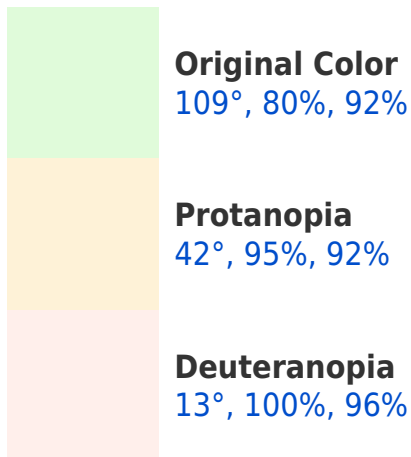 Original Color
109°, 80%, 92%
Protanopia
42°, 95%, 92%
Deuteranopia
13°, 100%, 96%